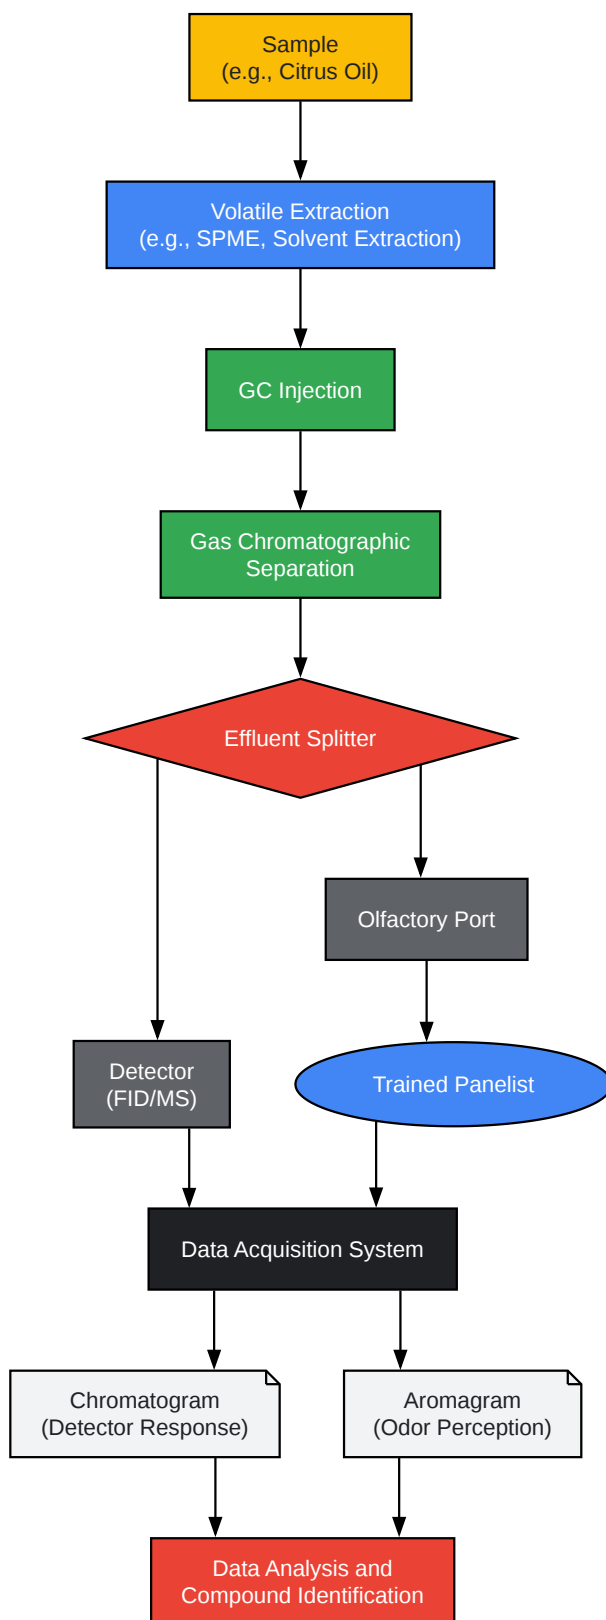 Sample
(e.g., Citrus Oil)
Volatile Extraction
(e.g., SPME, Solvent Extraction)
GC Injection
Gas Chromatographic
Separation
Effluent Splitter
Olfactory Port
Detector
(FID/MS)
Trained Panelist
Data Acquisition System
Chromatogram
(Detector Response)
Aromagram
(Odor Perception)
Data Analysis and
Compound Identification